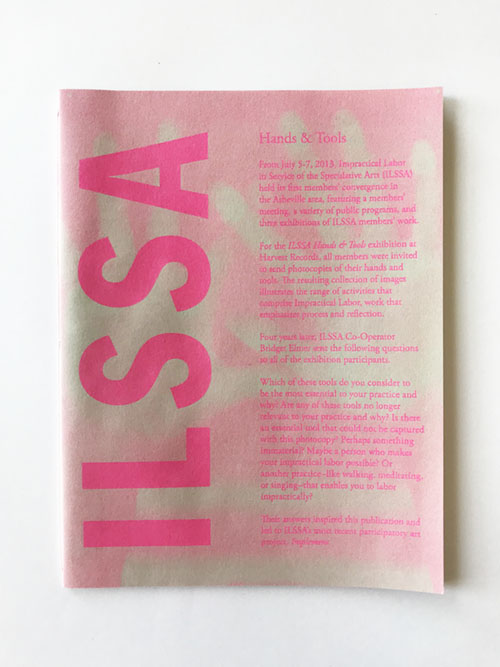 ILSSA
Hands & Tools
From July 5-7, 2013, Impractical Labor
in Service of the Speculative Arts (ILSSA)
held its first members' convergence in
the Asheville area, featuring a members'
meeting, a variety of public programs, and
three exhibitions of ILSSA members' work.
For the ILSSA Hands & Tools exhibition at
Harvest Records, all members were invited
to send photocopies of their hands and
tools. The resulting collection of images
illustrates the range of activities that
comprise Impractical Labor, work that
emphasizes process and reflection.
Four years later, ILSSA Co-Operator
Bridget Elmer sent the following questions
to all of the exhibition participants.
Which of these tools do you consider to
be the most essential to your practice and
why? Are any of these tools no longer
relevant to your practice and why? Is there
an essential tool that could not be captured
with this photocopy? Perhaps something
immaterial? Maybe a person who makes
your impractical labor possible? Or
another practice–like walking, meditating,
or singing–that enables you to labor
impractically?
Their answers inspired this publication and
led to ILSSA's most recent participatory art
project, Implement.